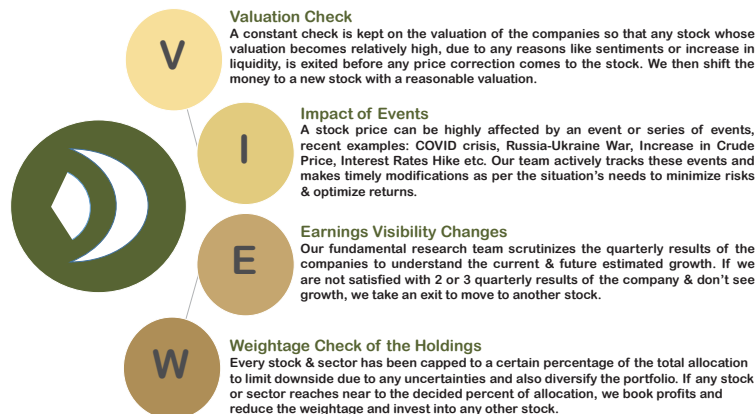 V
Valuation Check
A constant check is kept on the valuation of the companies so that any stock whose
valuation becomes relatively high, due to any reasons like sentiments or increase in
liquidity, is exited before any price correction comes to the stock. We then shift the
money to a new stock with a reasonable valuation.
I
Impact of Events
A stock price can be highly affected by an event or series of events,
recent examples: COVID crisis, Russia-Ukraine War, Increase in Crude
Price, Interest Rates Hike etc. Our team actively tracks these events and
makes timely modifications as per the situation's needs to minimize risks
& optimize returns.
E
Earnings Visibility Changes
Our fundamental research team scrutinizes the quarterly results of the
companies to understand the current & future estimated growth. If we
are not satisfied with 2 or 3 quarterly results of the company & don't see
growth, we take an exit to move to another stock.
W
Weightage Check of the Holdings
Every stock & sector has been capped to a certain percentage of the total allocation
to limit downside due to any uncertainties and also diversify the portfolio. If any stock
or sector reaches near to the decided percent of allocation, we book profits and
reduce the weightage and invest into any other stock.